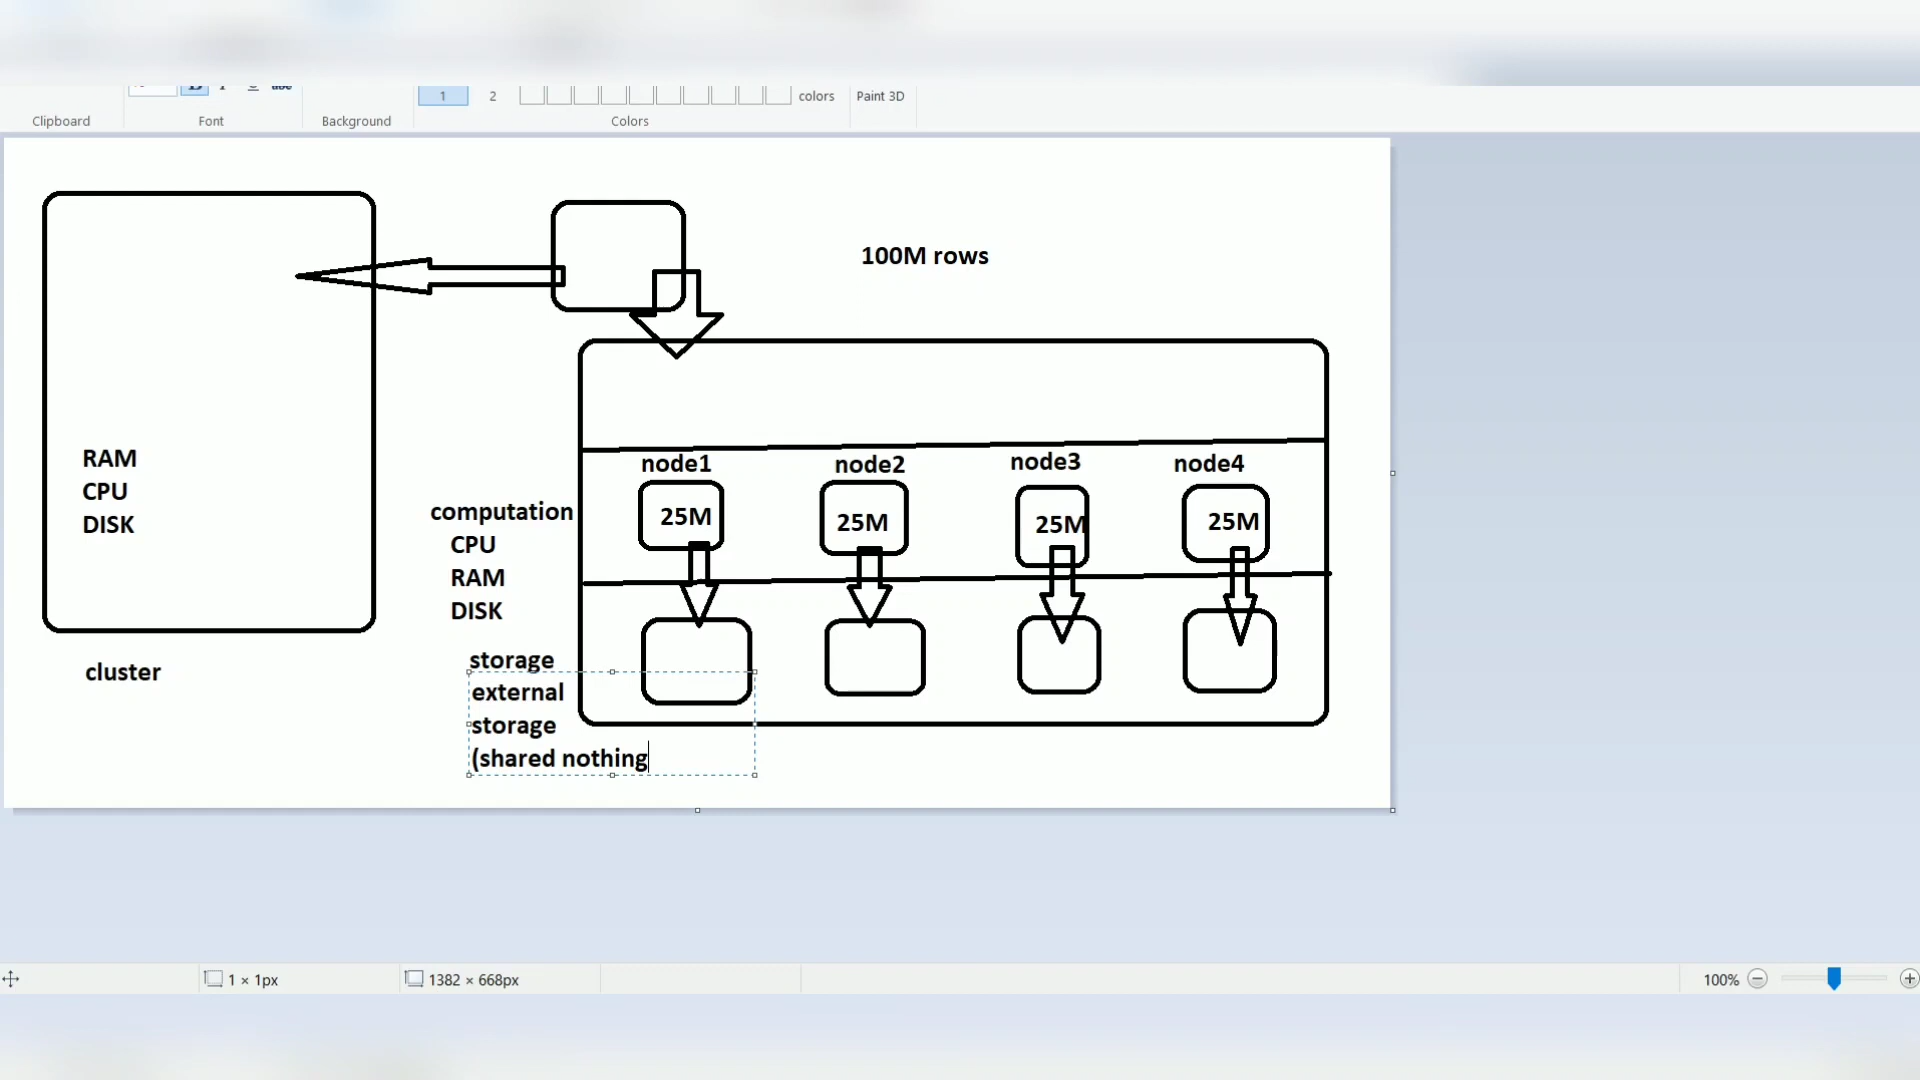 1
2
colors
Paint 3D
Clipboard
Font
Background
Colors
100M rows
RAM
CPU
DISK
cluster
computation
CPU
RAM
DISK
node1
node2
node3
node4
25M
25M
25M
25M
storage
external
storage
(shared nothing
1 × 1px
1382 × 668px
100%